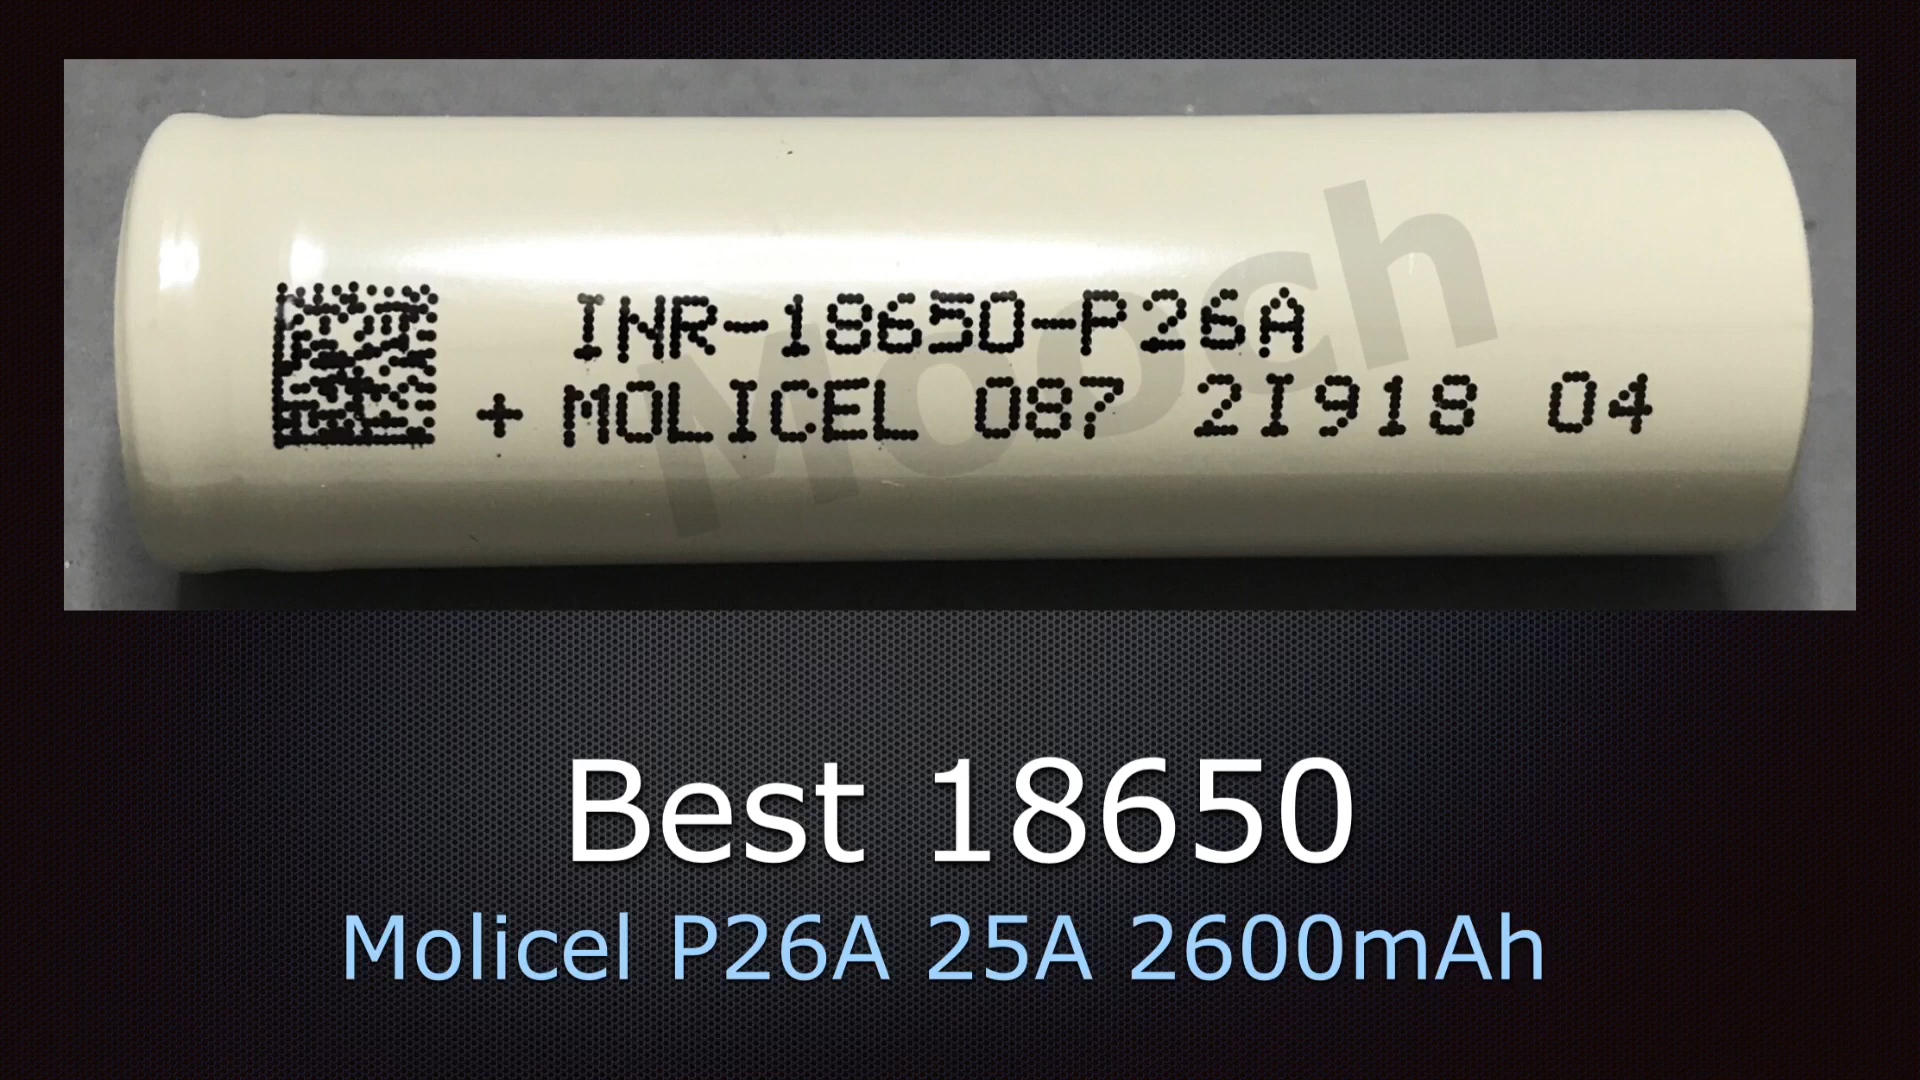 INR-18650-P26A
+ MOLICEL 087 2I918 04
Mooch
Best 18650
Molicel P26A 25A 2600mAh